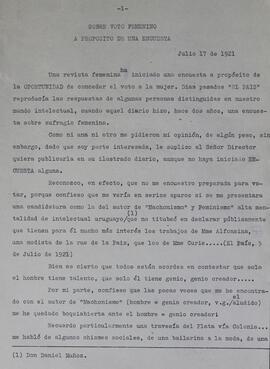 -1-
SOBRE VOTO FEMENINO
A PROPOSITO DE UNA ENCUESTA
Julio 17 de 1921
ha
Una revista femenina iniciado una encuesta a propósito de
la OPORTUNIDAD de conceder el voto a la mujer. Días pasados "EL PAIS"
reproducía las respuestas de algunas personas distinguidas en nuestro
mundo intelectual, cuando aquel diario hizo, hace dos años, una encues-
ta sobre sufragio femenino.
Como ni una ni otra me pidieron mi opinión, de algún peso, sin
embargo, dado que soy parte interesada, le suplico al Señor Director
quiera publicarla en su ilustrado diario, aunque no haya iniciado EN-
CUESTA alguna.
Reconozco, en efecto, que no me encuentro preparada para vo-
tar, porque confieso que me vería en serios apuros si se me presentara
una candidatura como la del autor de "Machonismo" y Feminismo" alta men-
(1)
talidad de intelectual uruguayo que no titubeó en declarar públicamente
que tienen para él mucho más interés los trabajos de Mme Alfonsina,
una modista de la rue de la Paix, que los de Mme Curie.....(El País, 5
de Julio de 1921)
Bien es cierto que todos están acordes en contestar que solo
el hombre tiene talento, que solo él tiene genio, genio creador....
Por mi parte, confieso que las pocas veces que me he encontra-
do con el autor de "Machonismo" (hombre = genio creador, v.g. el aludido)
me he quedado boquiabierta ante el hombre = genio creador:
Recuerdo particularmente una travesía del Plata vía Colonia...
me habló de algunos chismes sociales, de una bailarina a la moda, de una
(1) Don Daniel Muñoz.